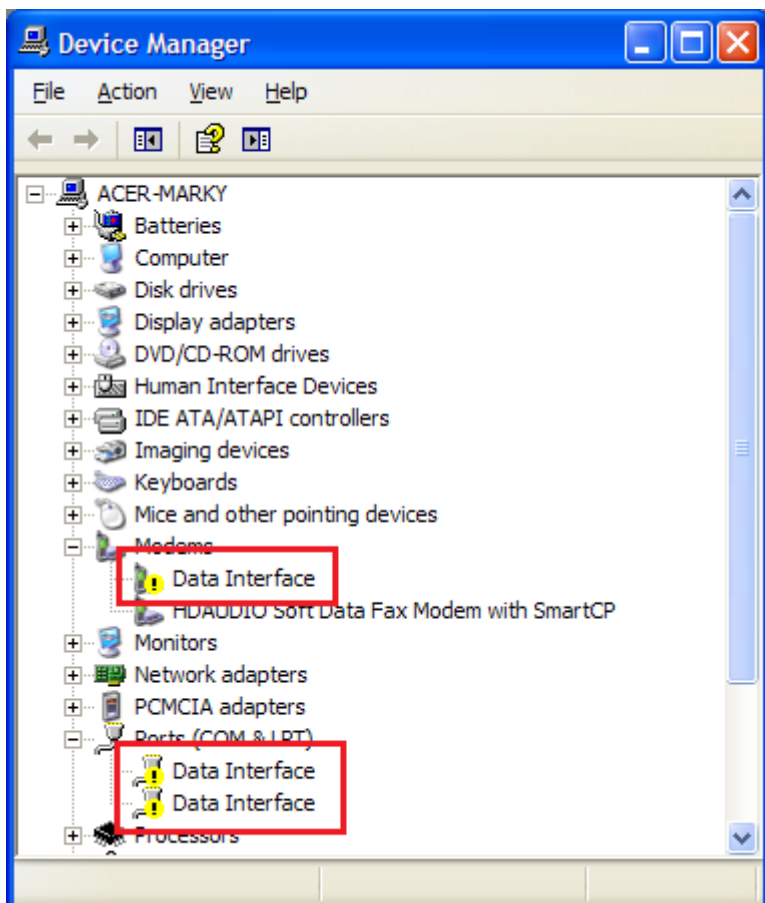 Device Manager
File Action View Help
ACER-MARKY
Batteries
Computer
Disk drives
Display adapters
DVD/CD-ROM drives
Human Interface Devices
IDE ATA/ATAPI controllers
Imaging devices
Keyboards
Mice and other pointing devices
Modems
Data Interface
HDAUDIO Soft Data Fax Modem with SmartCP
Monitors
Network adapters
PCMCIA adapters
Ports (COM & LPT)
Data Interface
Data Interface
Processors